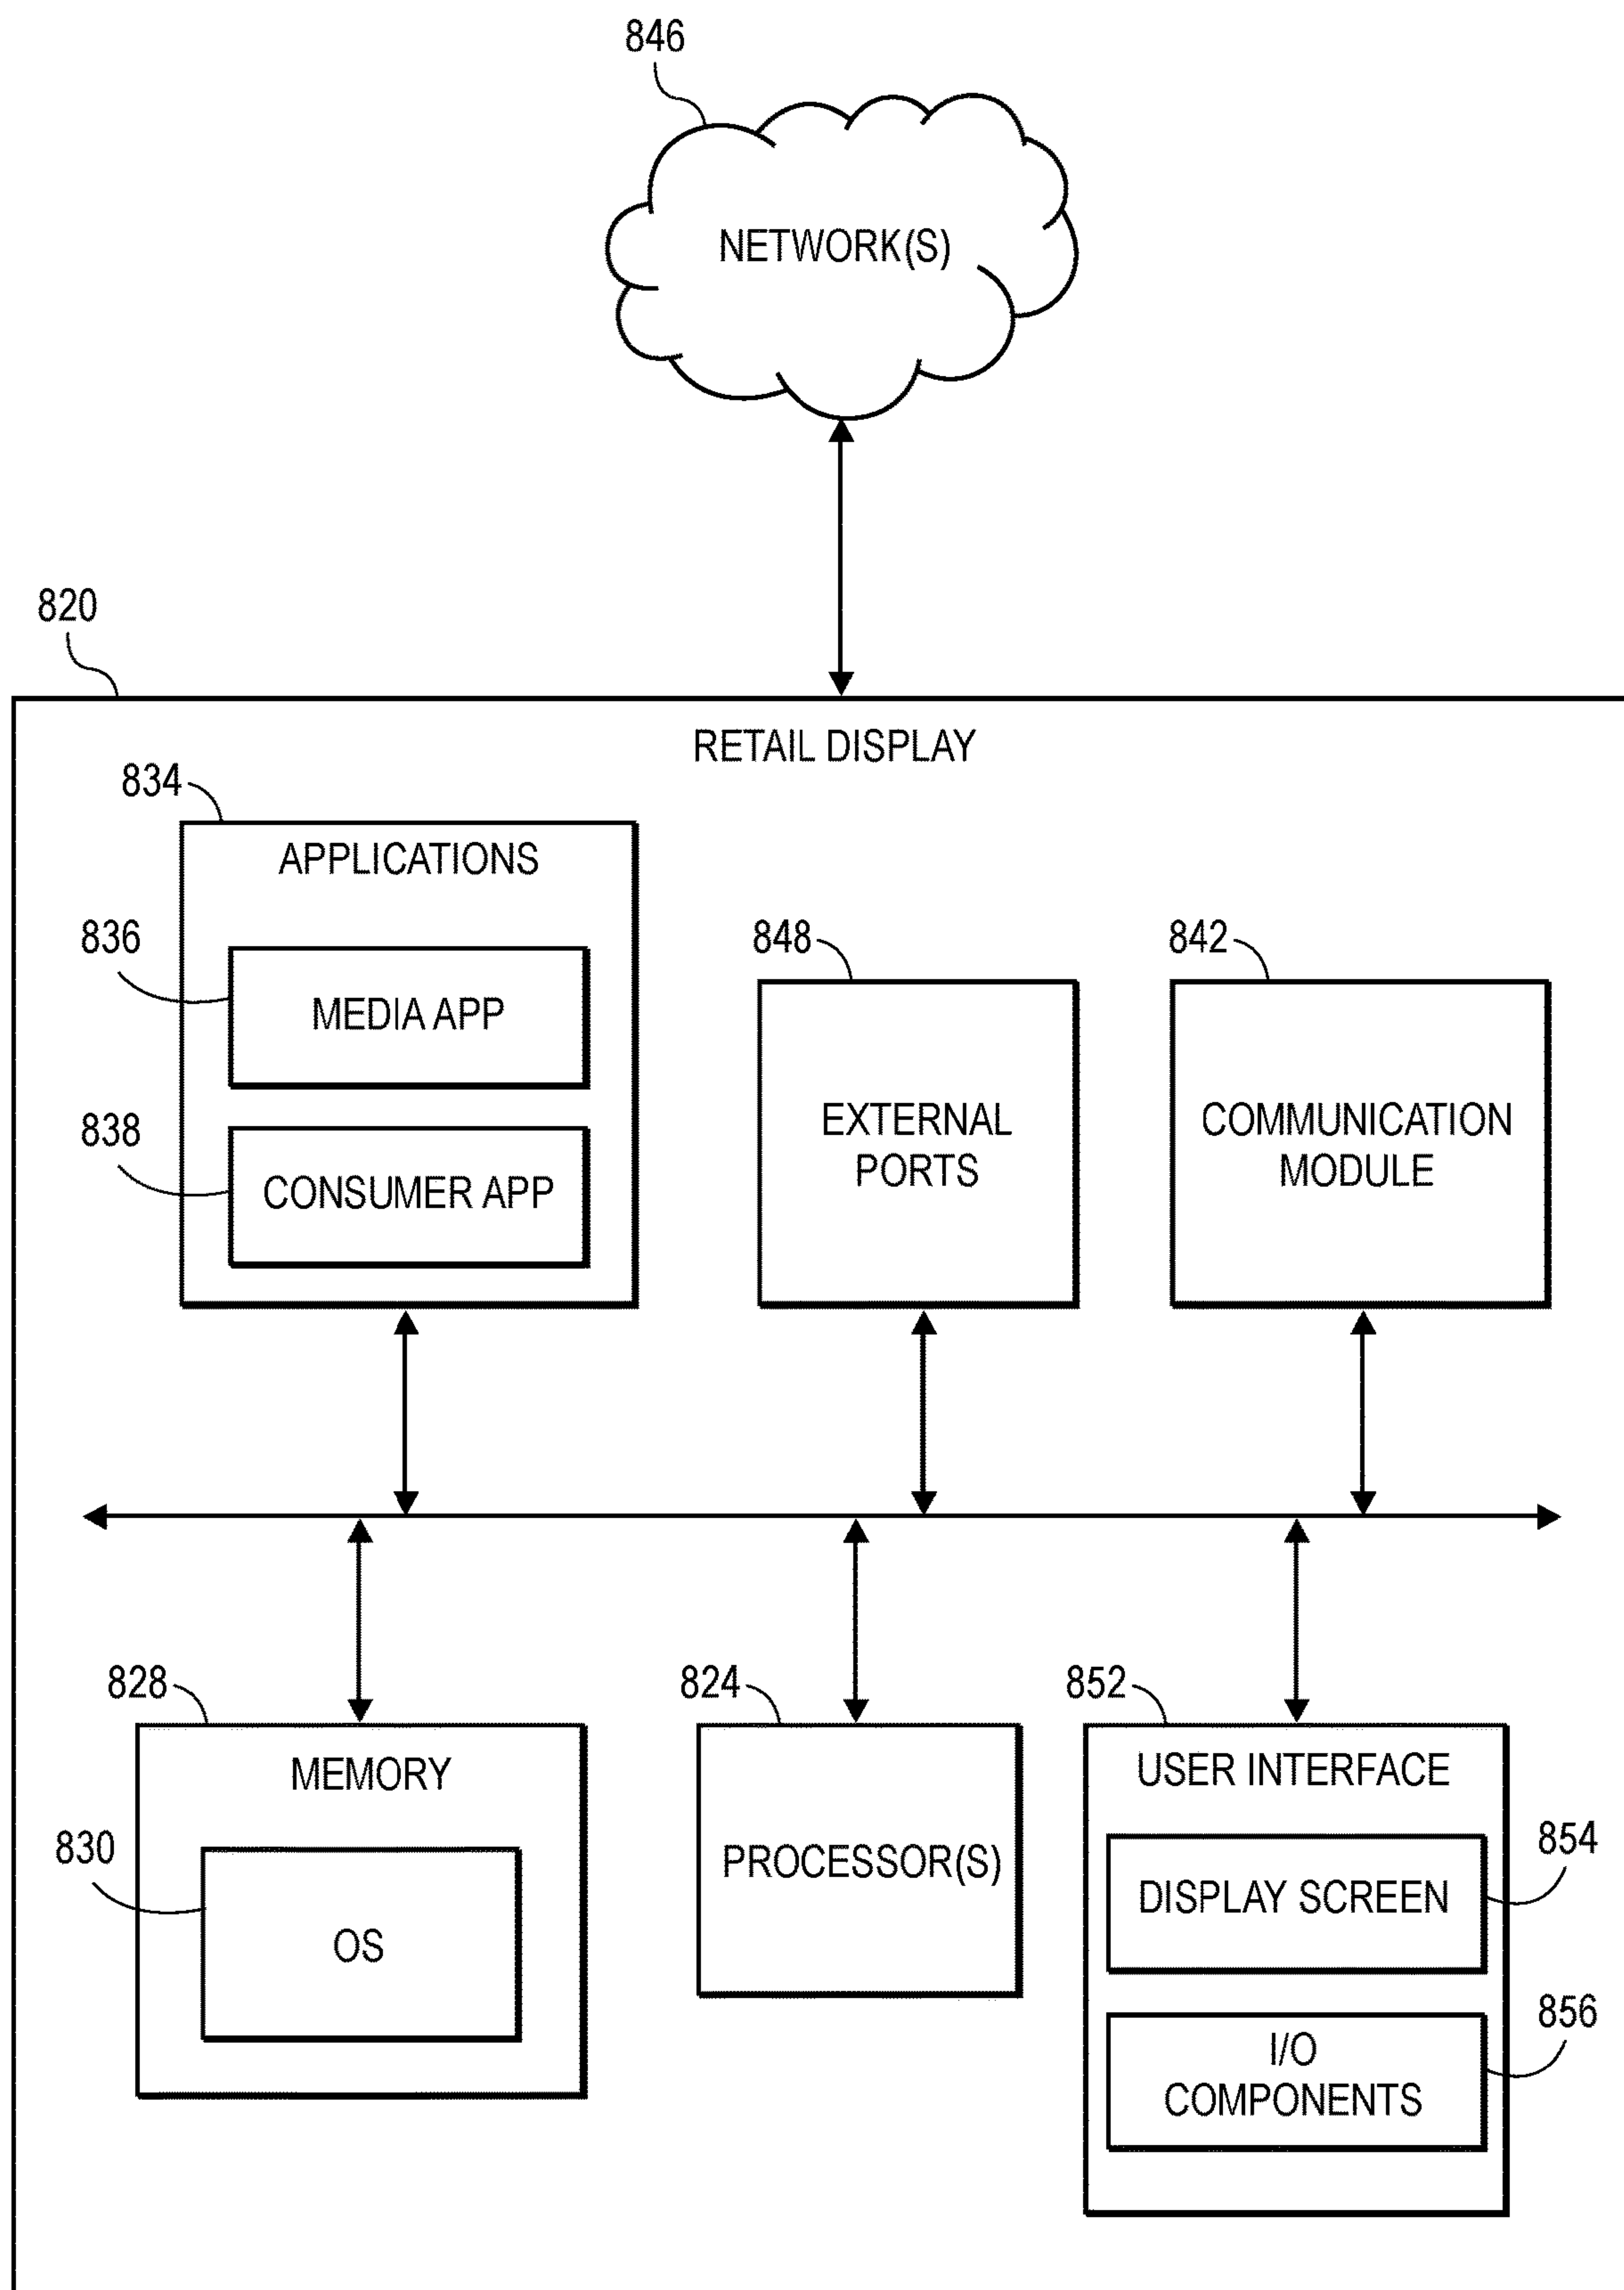 846
NETWORK(S)
820
RETAIL DISPLAY
834
APPLICATIONS
836
MEDIA APP
838
CONSUMER APP
848
EXTERNAL
PORTS
842
COMMUNICATION
MODULE
828
MEMORY
830
OS
824
PROCESSOR(S)
852
USER INTERFACE
854
DISPLAY SCREEN
856
I/O
COMPONENTS